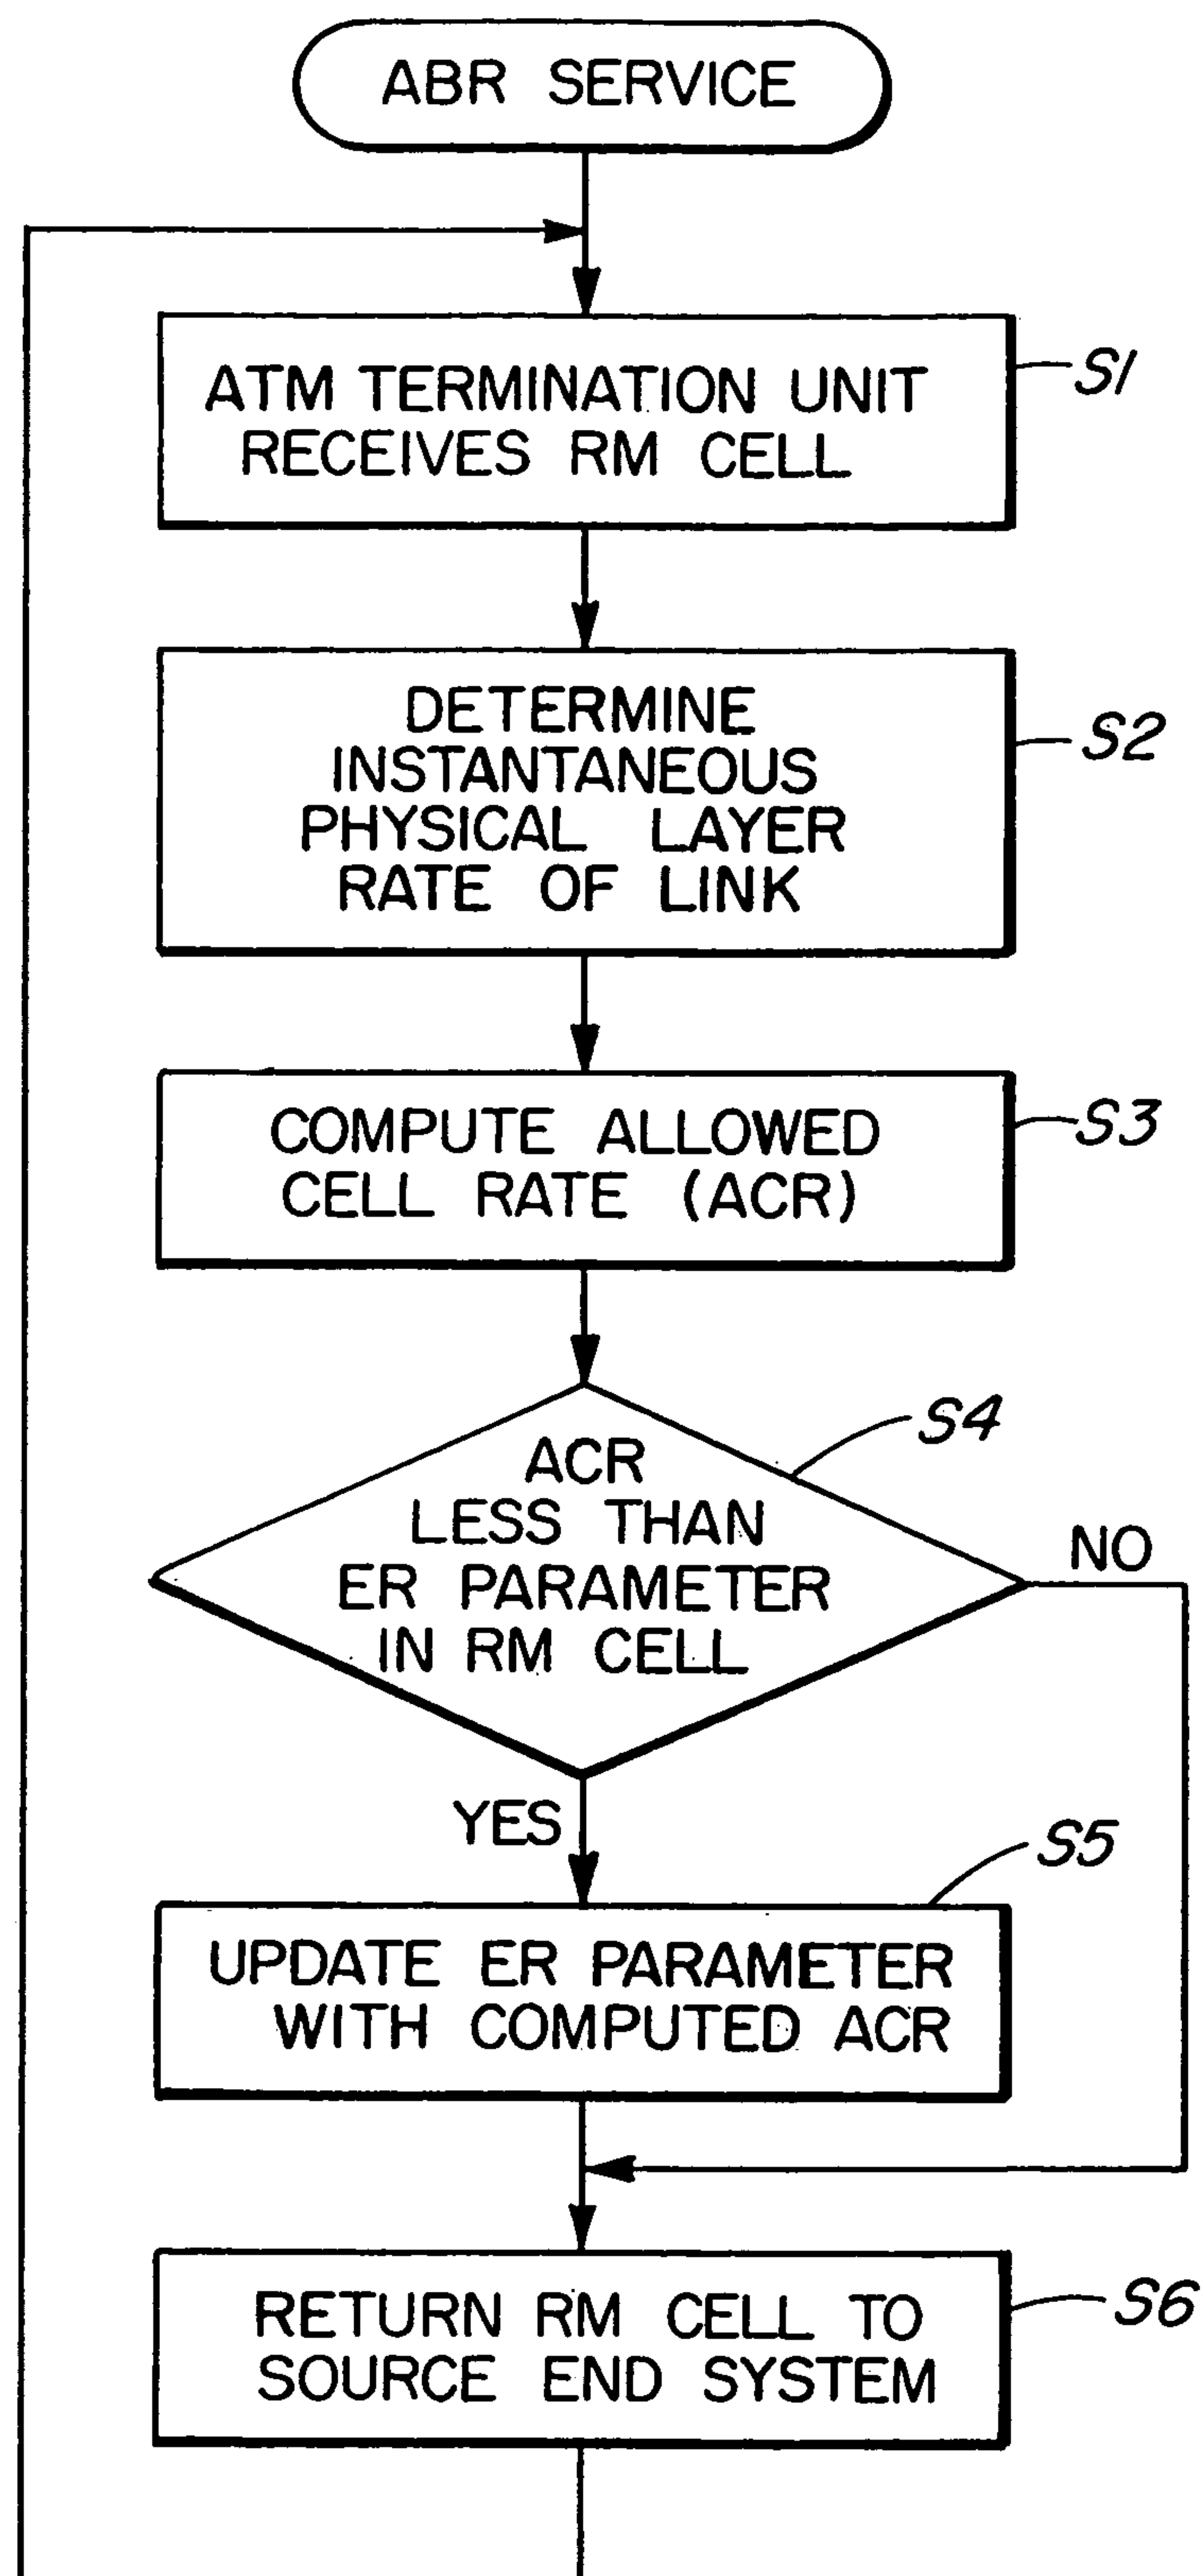 ABR SERVICE
ATM TERMINATION UNIT
RECEIVES RM CELL
S1
DETERMINE
INSTANTANEOUS
PHYSICAL LAYER
RATE OF LINK
S2
COMPUTE ALLOWED
CELL RATE (ACR)
S3
ACR
LESS THAN
ER PARAMETER
IN RM CELL
S4
NO
YES
UPDATE ER PARAMETER
WITH COMPUTED ACR
S5
RETURN RM CELL TO
SOURCE END SYSTEM
S6